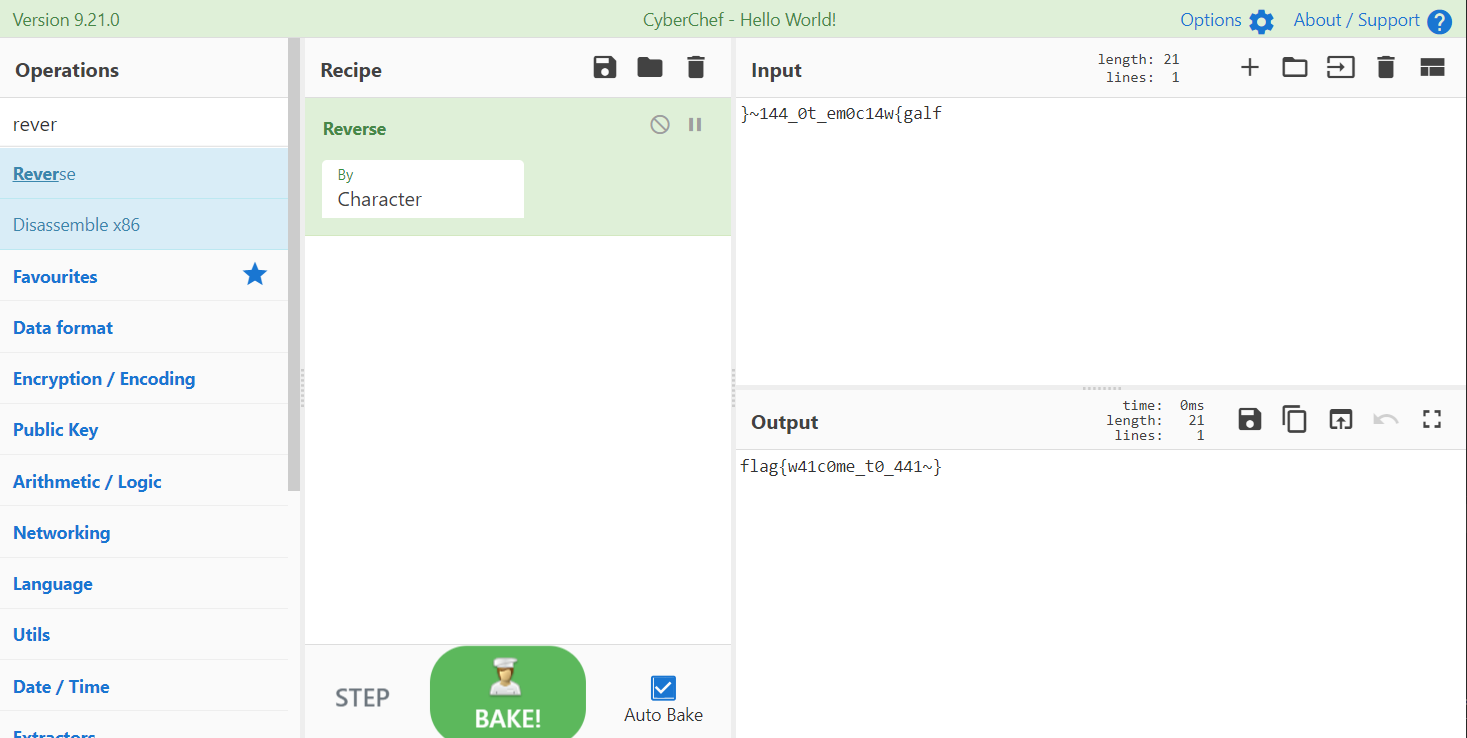 Version 9.21.0
CyberChef - Hello World!
Options
About / Support ?
Operations
rever
Reverse
Disassemble x86
Favourites
Data format
Encryption / Encoding
Public Key
Arithmetic / Logic
Networking
Language
Utils
Date / Time
Extractors
Recipe
Reverse
By
Character
STEP
BAKE!
Auto Bake
Input
length: 21
lines: 1
}~144_0t_em0c14w{galf
Output
time: 0ms
length: 21
lines: 1
flag{w41c0me_t0_441~}